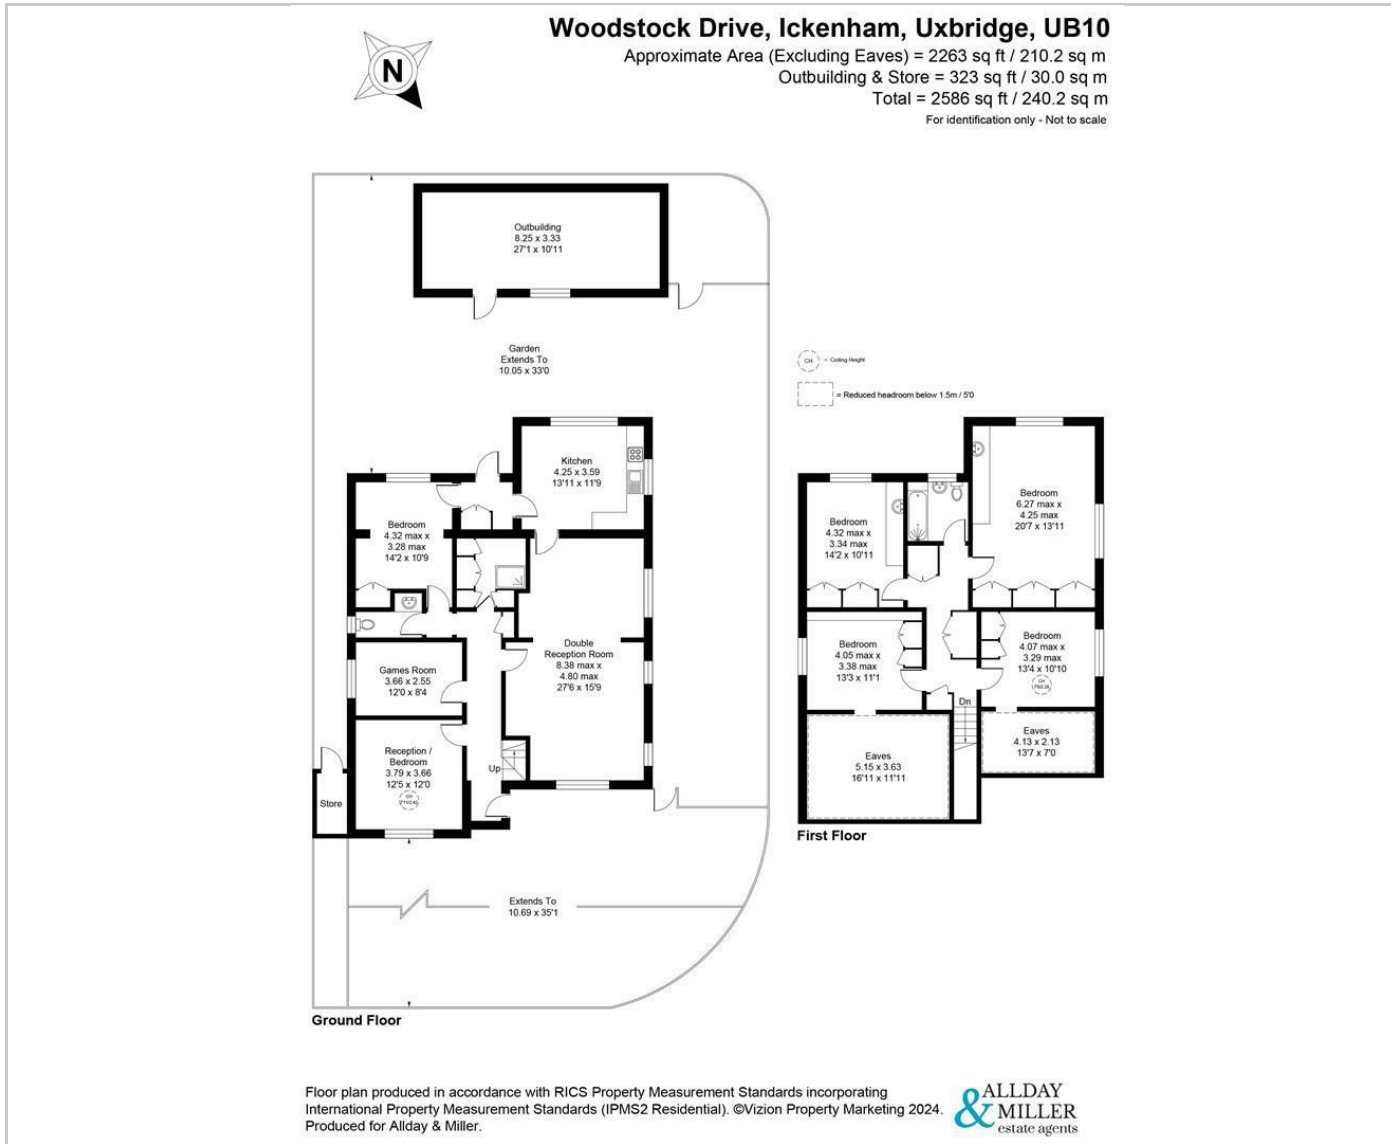 Woodstock Drive, Ickenham, Uxbridge, UB10
Approximate Area (Excluding Eaves) = 2263 sq ft / 210.2 sq m
Outbuilding & Store = 323 sq ft / 30.0 sq m
Total = 2586 sq ft / 240.2 sq m
For identification only - Not to scale
N
Outbuilding
8.25 x 3.33
27'1 x 10'11
Garden
Extends To
10.05 x 33'0
Kitchen
4.25 x 3.59
13'11 x 11'9
Bedroom
4.32 max x
3.28 max
14'2 x 10'9
Double
Reception Room
8.38 max x
4.80 max
27'6 x 15'9
Games Room
3.66 x 2.55
12'0 x 8'4
Reception /
Bedroom
3.79 x 3.66
12'5 x 12'0
CH
Up
Store
Extends To
10.69 x 35'1
Ground Floor
CH = Ceiling Height
= Reduced headroom below 1.5m / 5'0
Bedroom
6.27 max x
4.25 max
20'7 x 13'11
Bedroom
4.32 max x
3.34 max
14'2 x 10'11
Bedroom
4.05 max x
3.38 max
13'3 x 11'1
Bedroom
4.07 max x
3.29 max
13'4 x 10'10
CH
Dn
Eaves
4.13 x 2.13
13'7 x 7'0
Eaves
5.15 x 3.63
16'11 x 11'11
First Floor
Floor plan produced in accordance with RICS Property Measurement Standards incorporating
International Property Measurement Standards (IPMS2 Residential). ©Vizion Property Marketing 2024.
Produced for Allday & Miller.
ALLDAY
& MILLER
estate agents